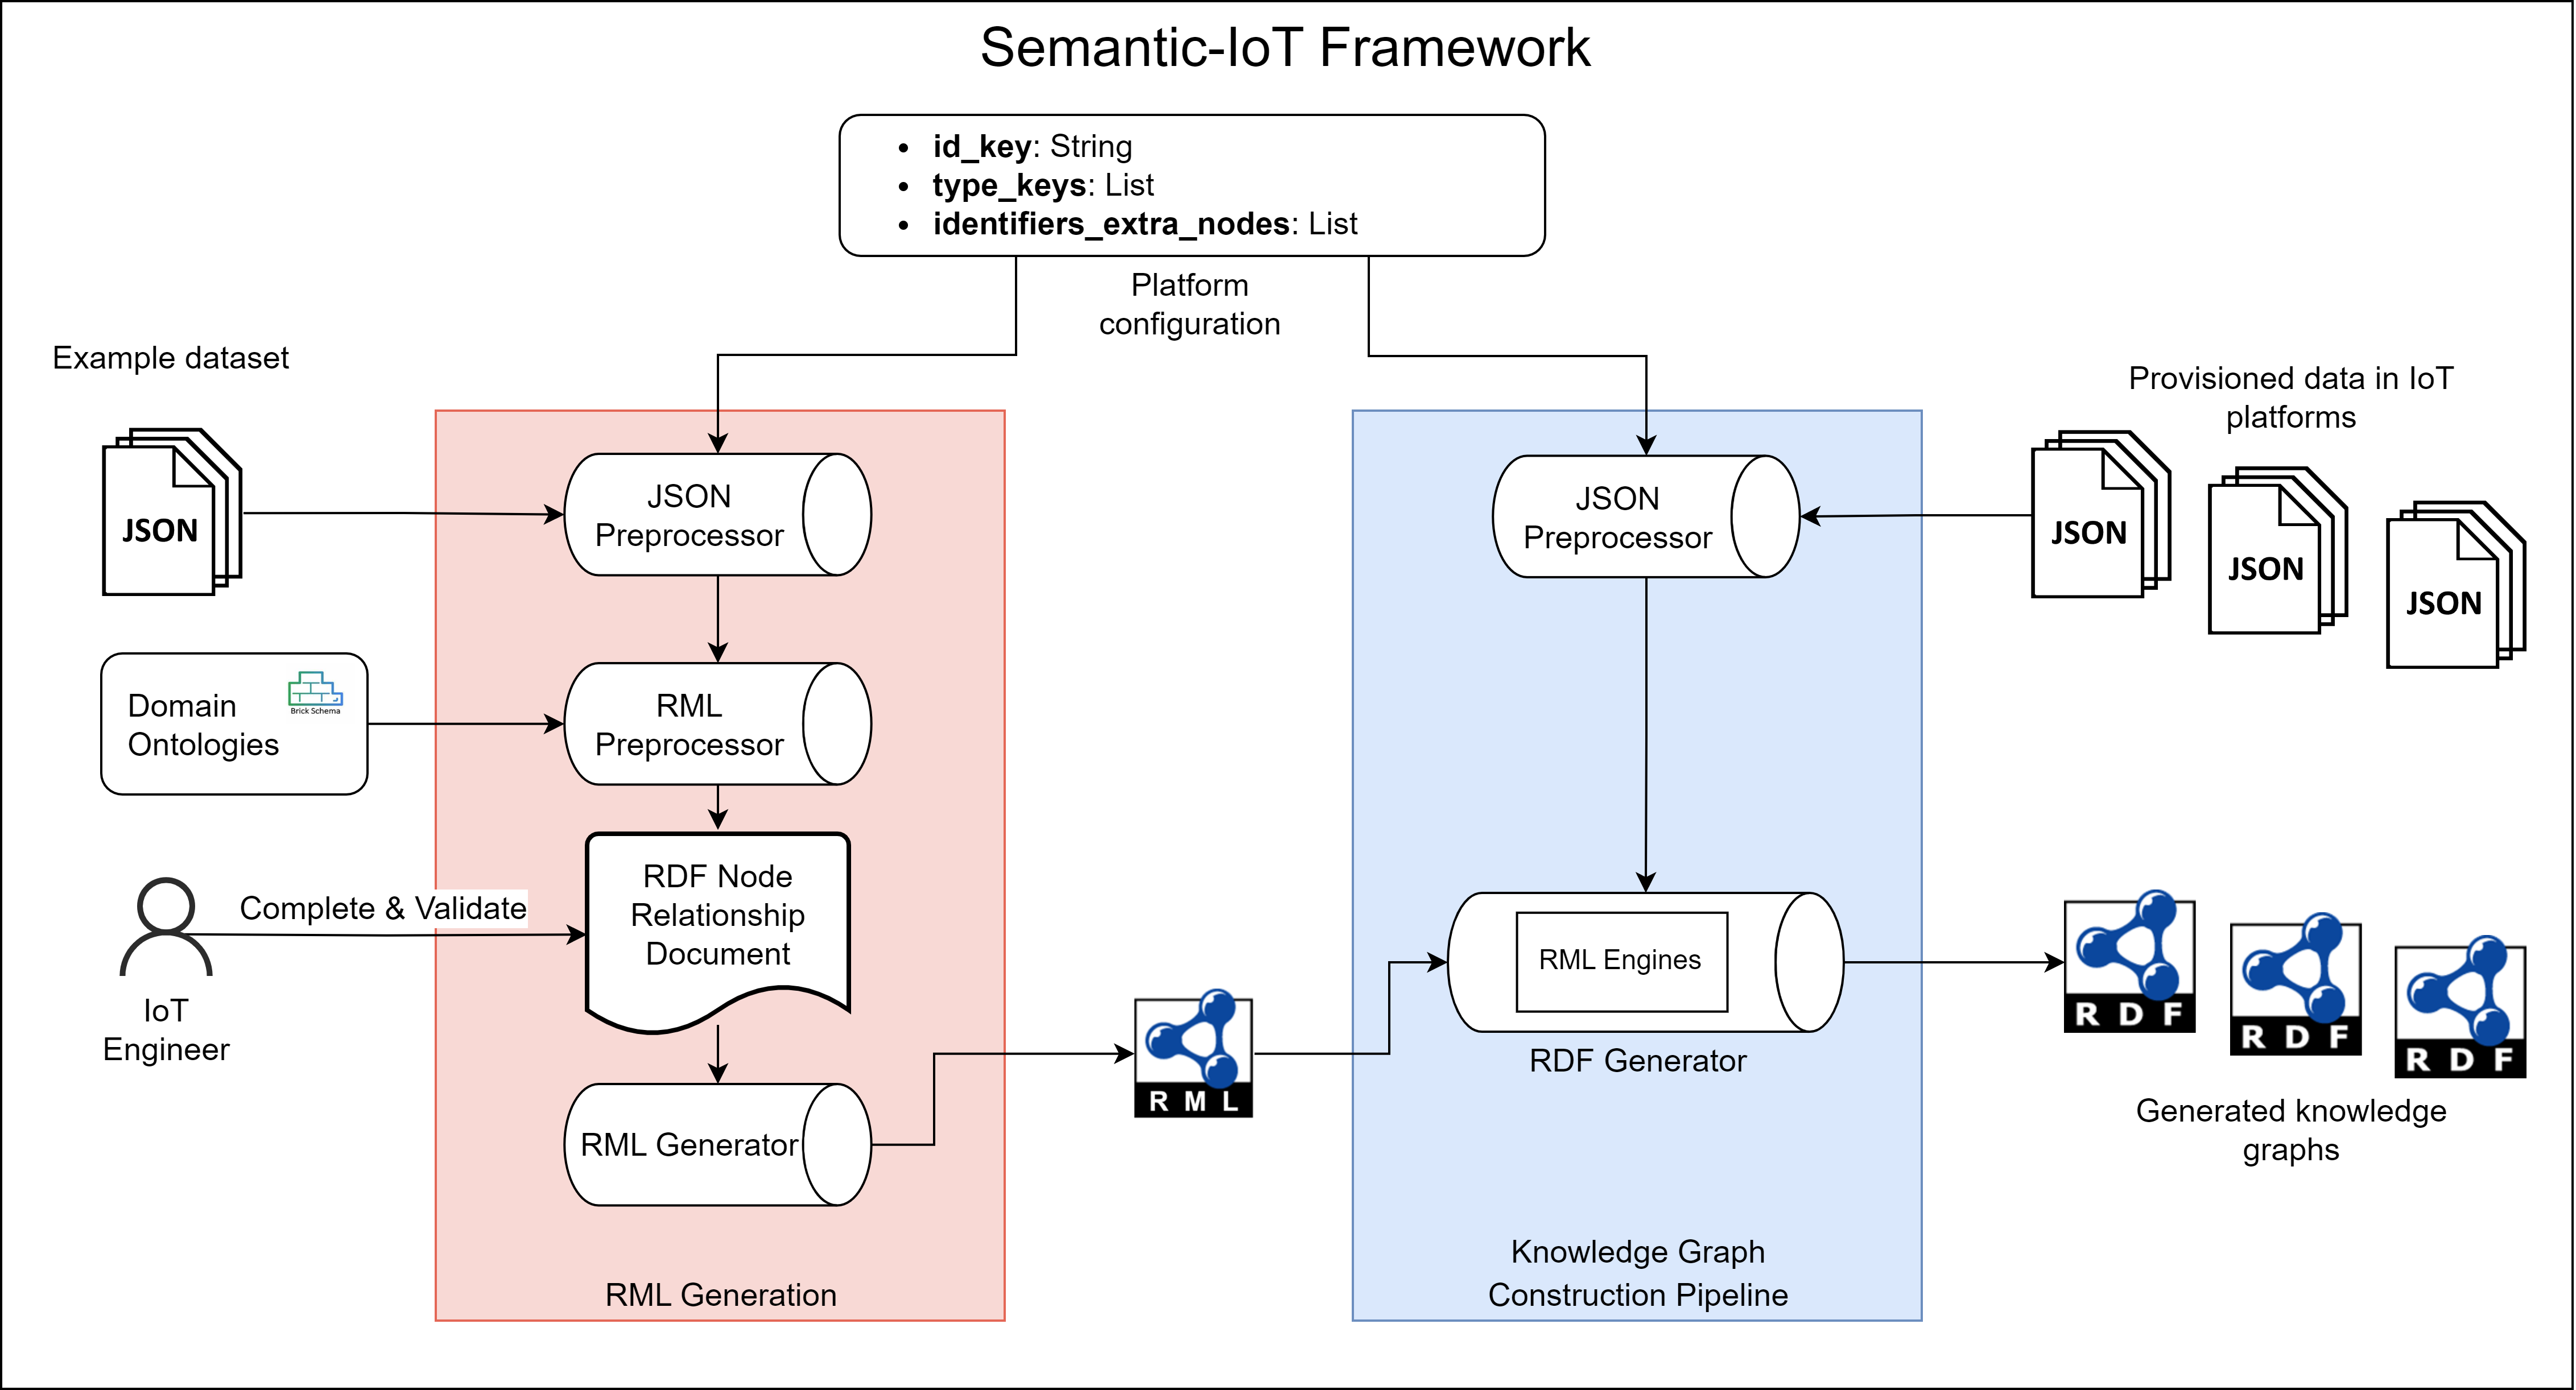 Semantic-IoT Framework
• id_key: String
• type_keys: List
• identifiers_extra_nodes: List
Platform
configuration
Example dataset
JSON
JSON
Preprocessor
Domain
Ontologies
Brick Schema
RML
Preprocessor
Complete & Validate
IoT
Engineer
RDF Node
Relationship
Document
RML Generator
RML Generation
RML
JSON
Preprocessor
RML Engines
RDF Generator
Knowledge Graph
Construction Pipeline
Provisioned data in IoT
platforms
JSON
JSON
JSON
RDF
RDF
RDF
Generated knowledge
graphs